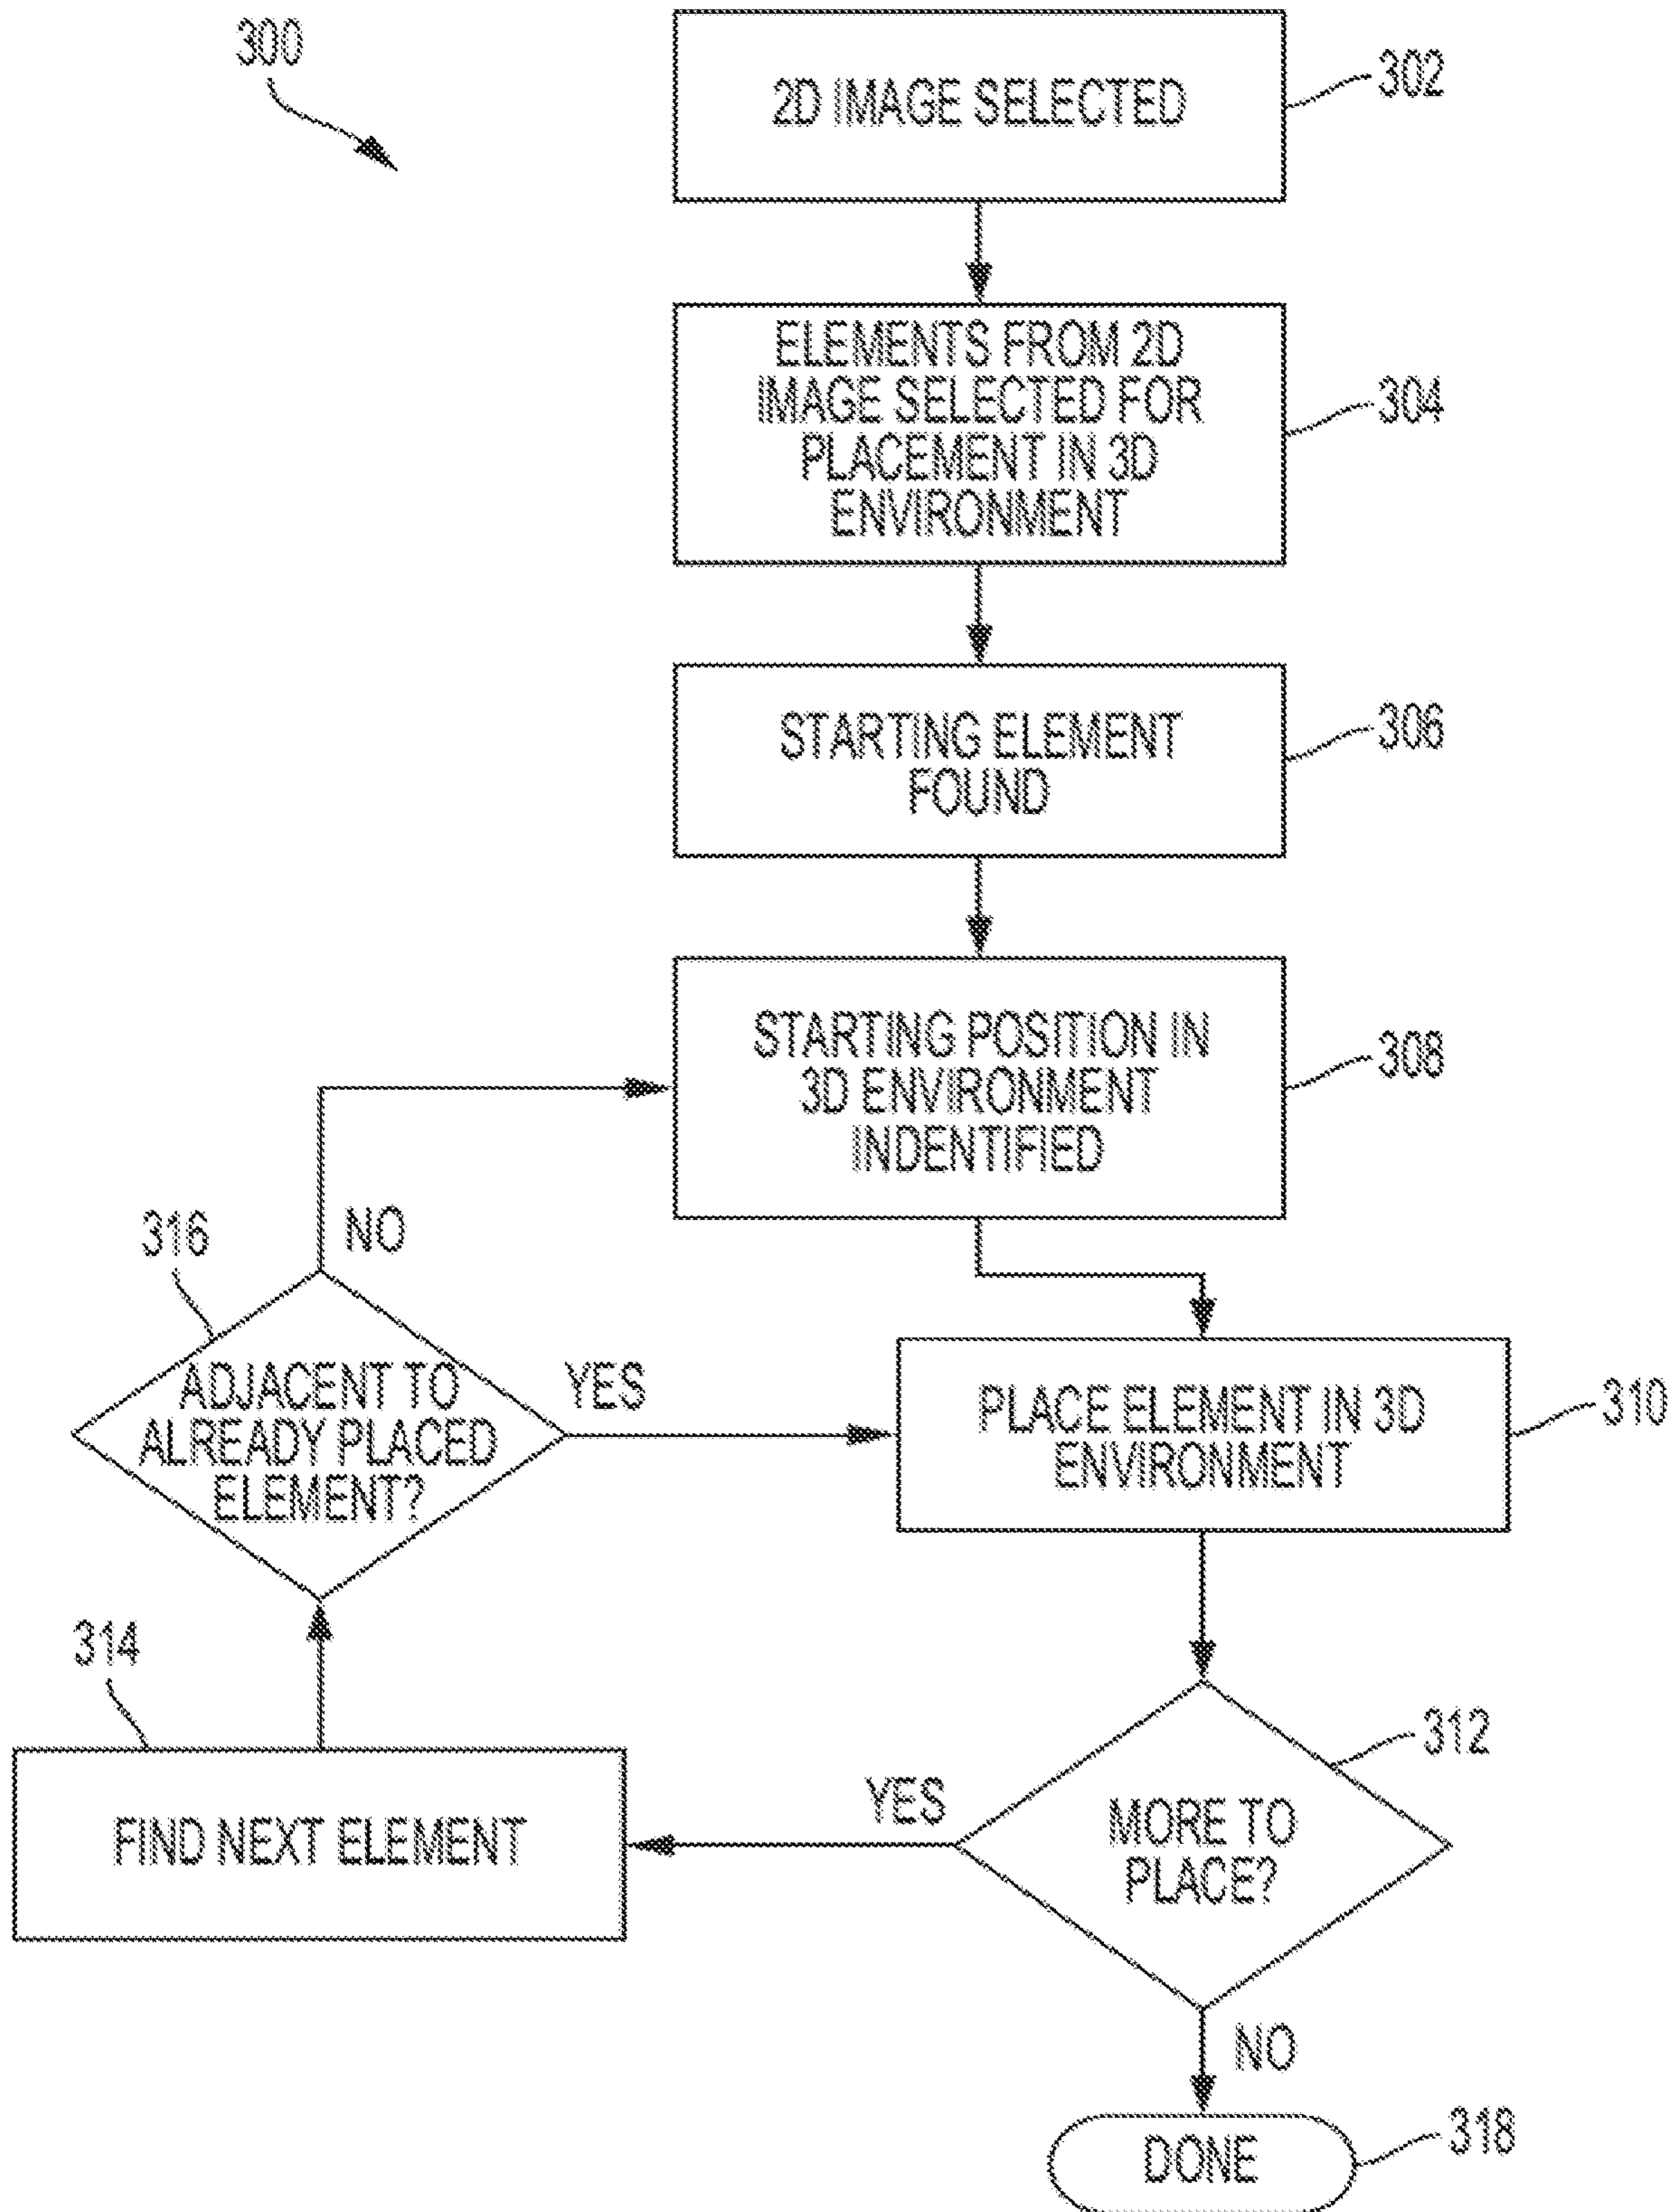 300
2D IMAGE SELECTED
302
ELEMENTS FROM 2D
IMAGE SELECTED FOR
PLACEMENT IN 3D
ENVIRONMENT
304
STARTING ELEMENT
FOUND
306
STARTING POSITION IN
3D ENVIRONMENT
INDENTIFIED
308
316
NO
ADJACENT TO
ALREADY PLACED
ELEMENT?
YES
PLACE ELEMENT IN 3D
ENVIRONMENT
310
314
FIND NEXT ELEMENT
YES
MORE TO
PLACE?
312
NO
DONE
318